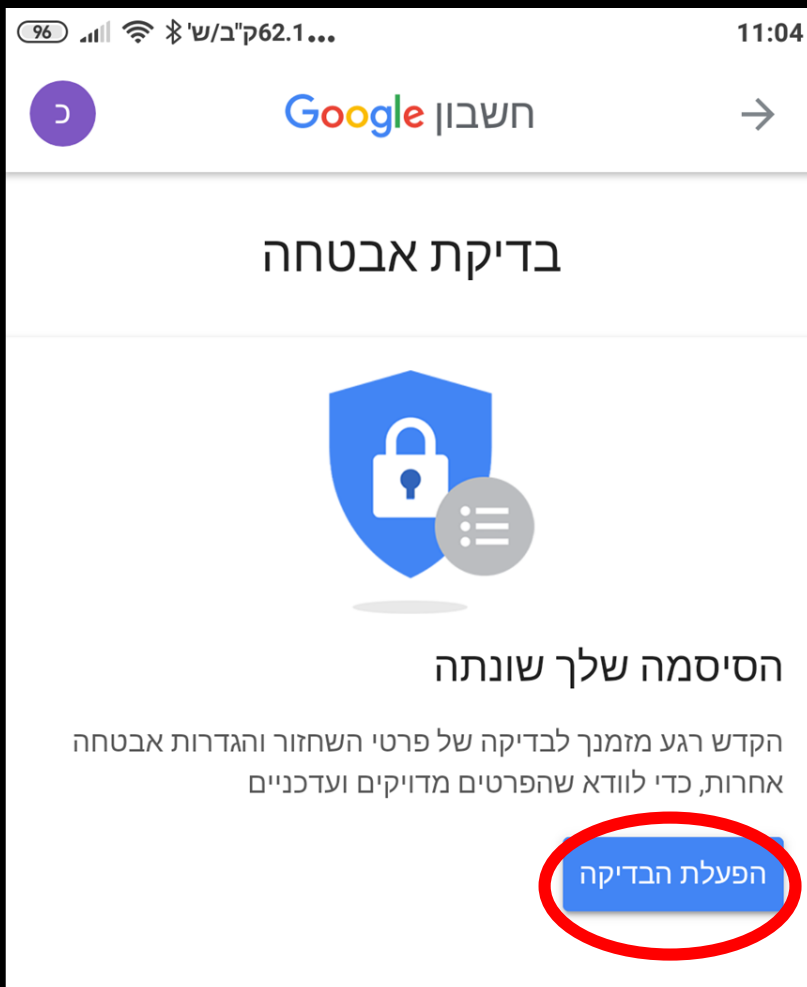 11:04
...62.1ק"ב/ש'
96
חשבון Google
כ
בדיקת אבטחה
הסיסמה שלך שונתה
הקדש רגע מזמנך לבדיקה של פרטי השחזור והגדרות אבטחה
אחרות, כדי לוודא שהפרטים מדויקים ועדכניים
הפעלת הבדיקה